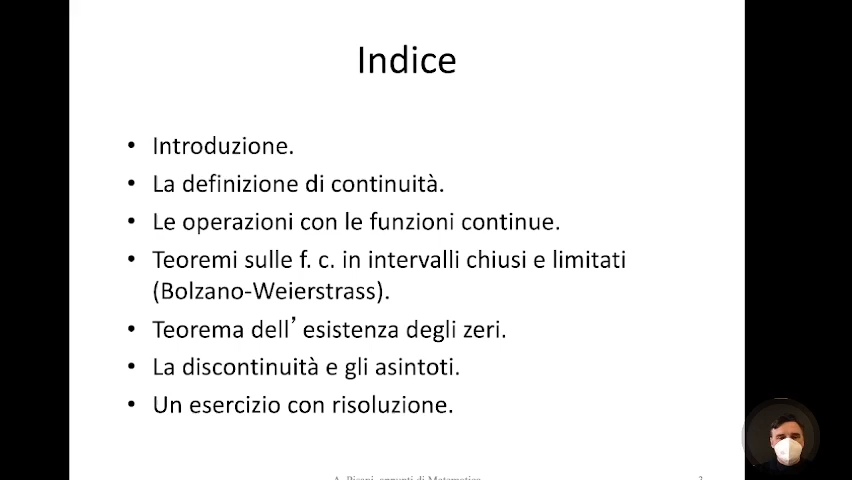 Indice
• Introduzione.
• La definizione di continuità.
• Le operazioni con le funzioni continue.
• Teoremi sulle f. c. in intervalli chiusi e limitati
(Bolzano-Weierstrass).
• Teorema dell’ esistenza degli zeri.
• La discontinuità e gli asintoti.
• Un esercizio con risoluzione.